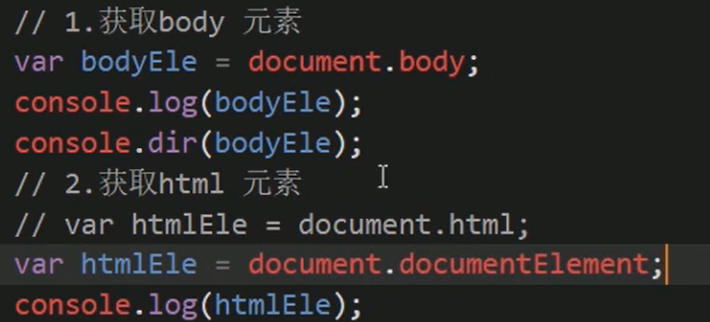 // 1.获取body 元素
var bodyEle = document.body;
console.log(bodyEle);
console.dir(bodyEle);
// 2.获取html 元素
// var htmlEle = document.html;
var htmlEle = document.documentElement;
console.log(htmlEle);